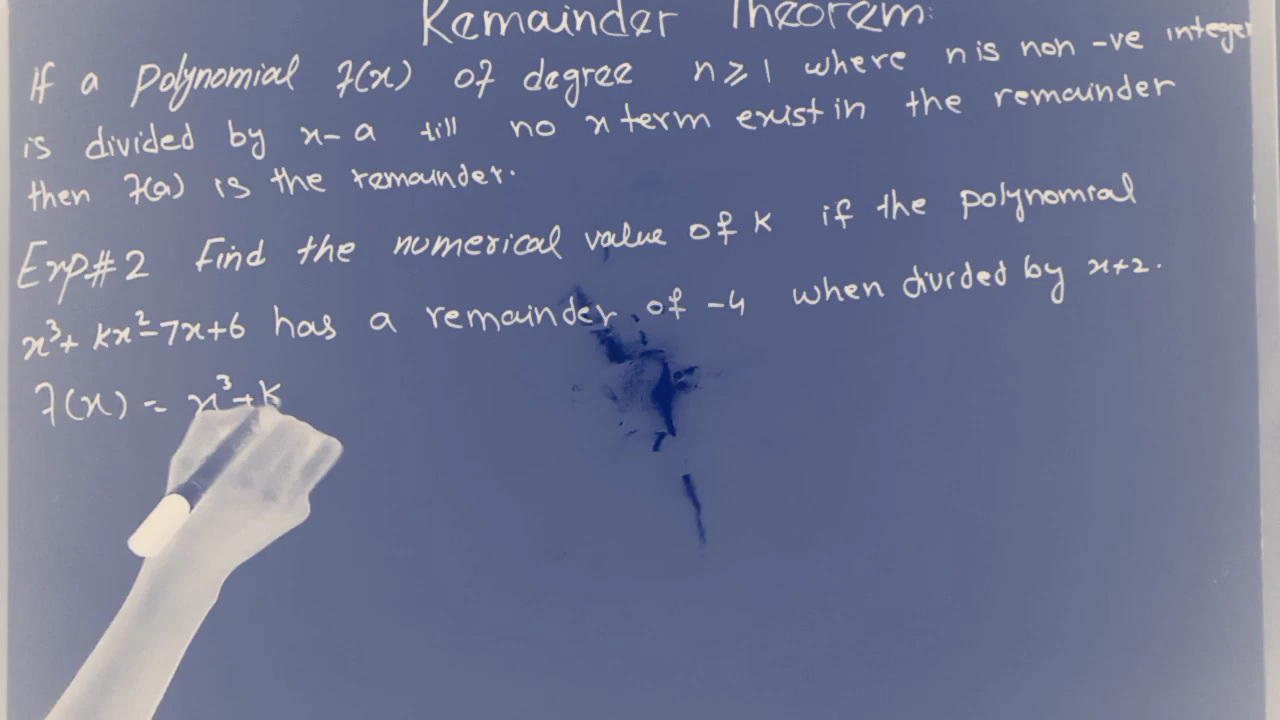 Remainder Theorem:
If a Polynomial f(x) of degree n ⩾ 1 where n is non -ve integer
is divided by x-a till no x term exist in the remainder
then f(a) is the remainder.
Exp#2 Find the numerical value of K if the polynomial
x³+ kx²-7x+6 has a remainder of -4 when divided by x+2.
f(x) = x³+k